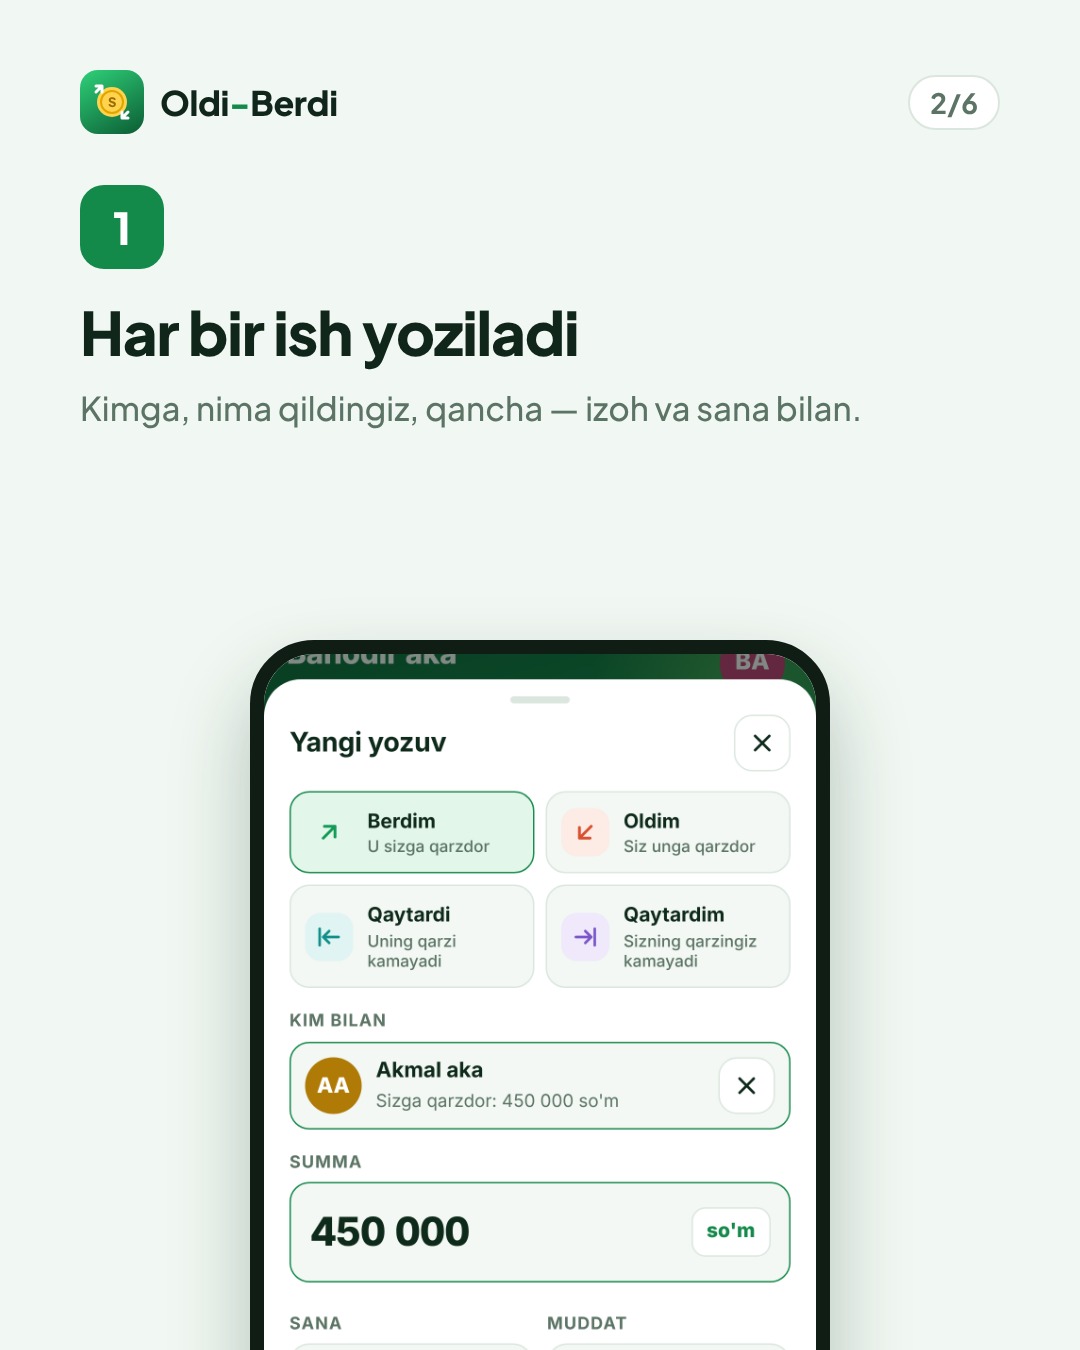 Oldi-Berdi
2/6
1
Har bir ish yoziladi
Kimga, nima qildingiz, qancha — izoh va sana bilan.
Bahodir aka
BA
Yangi yozuv
Berdim
U sizga qarzdor
Oldim
Siz unga qarzdor
Qaytardi
Uning qarzi
kamayadi
Qaytardim
Sizning qarzingiz
kamayadi
KIM BILAN
AA
Akmal aka
Sizga qarzdor: 450 000 so'm
SUMMA
450 000
so'm
SANA
MUDDAT